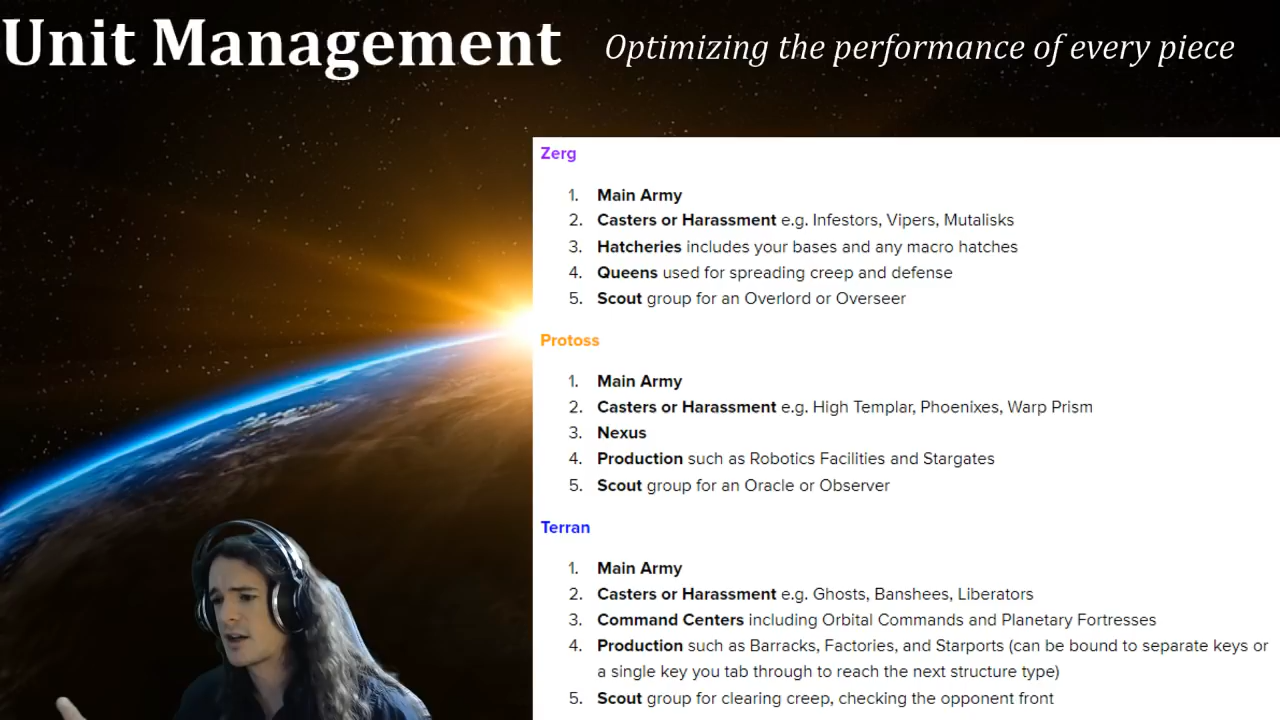 Unit Management
Optimizing the performance of every piece
Zerg
1. Main Army
2. Casters or Harassment e.g. Infestors, Vipers, Mutalisks
3. Hatcheries includes your bases and any macro hatches
4. Queens used for spreading creep and defense
5. Scout group for an Overlord or Overseer
Protoss
1. Main Army
2. Casters or Harassment e.g. High Templar, Phoenixes, Warp Prism
3. Nexus
4. Production such as Robotics Facilities and Stargates
5. Scout group for an Oracle or Observer
Terran
1. Main Army
2. Casters or Harassment e.g. Ghosts, Banshees, Liberators
3. Command Centers including Orbital Commands and Planetary Fortresses
4. Production such as Barracks, Factories, and Starports (can be bound to separate keys or
a single key you tab through to reach the next structure type)
5. Scout group for clearing creep, checking the opponent front